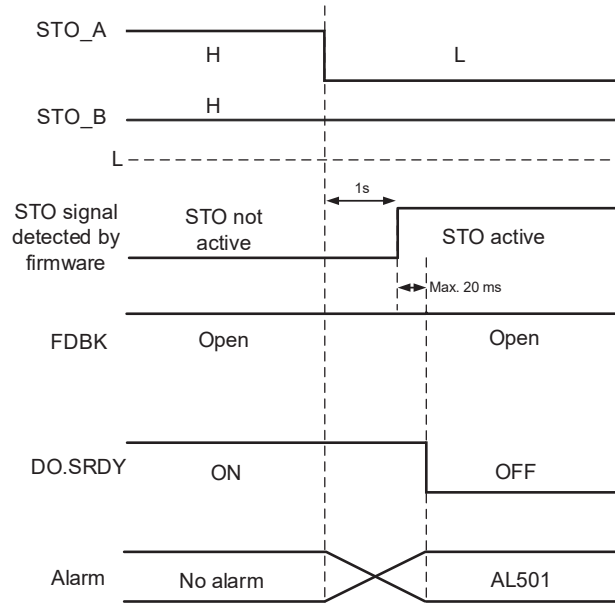 STO_A
H
L
STO_B
H
L
1s
STO signal
detected by
firmware
STO not
active
STO active
Max. 20 ms
FDBK
Open
Open
DO.SRDY
ON
OFF
Alarm
No alarm
AL501